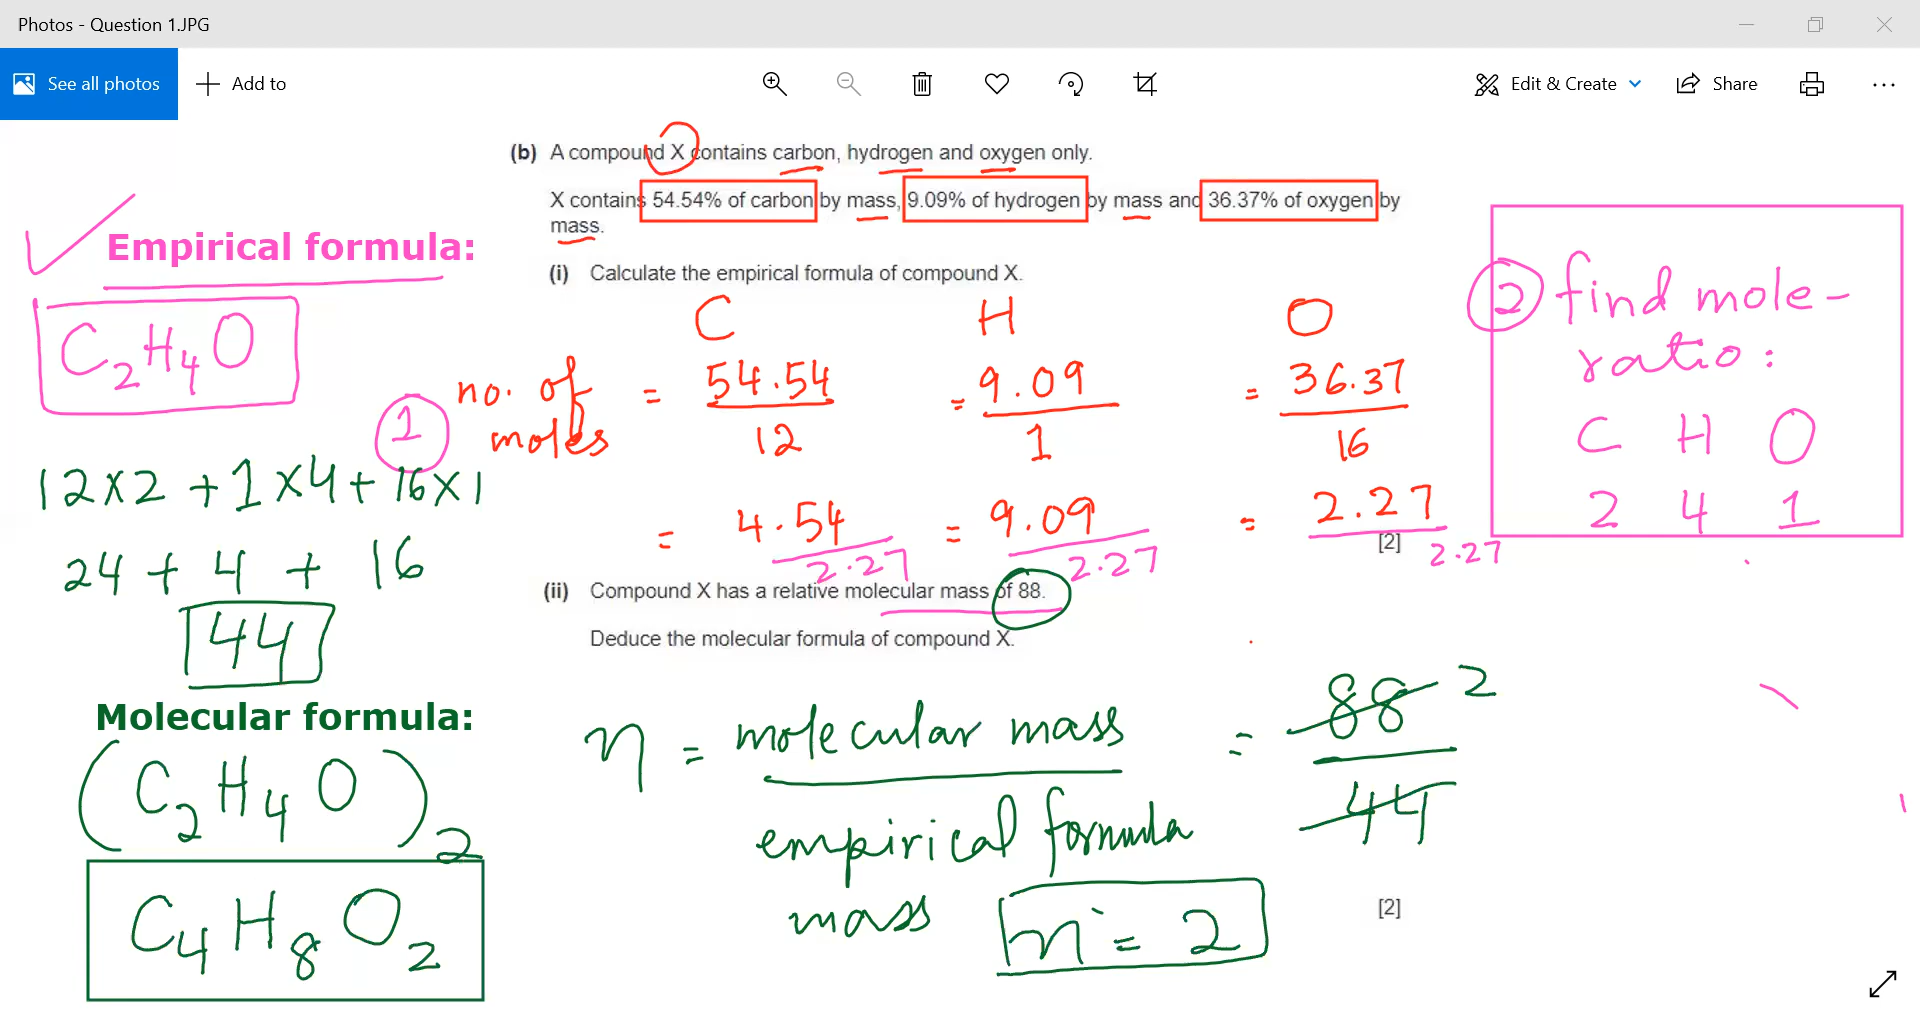 Photos - Question 1.JPG
See all photos
Add to
Edit & Create
Share
(b) A compound X contains carbon, hydrogen and oxygen only.
X contains 54.54% of carbon by mass, 9.09% of hydrogen by mass and 36.37% of oxygen by
mass.
(i) Calculate the empirical formula of compound X.
Empirical formula:
C₂H₄O
C H O
1 no. of moles = 54.54/12 = 9.09/1 = 36.37/16
= 4.54/2.27 = 9.09/2.27 = 2.27/2.27
[2]
2 find mole-
ratio:
C H O
2 4 1
12×2 + 1×4 + 16×1
24 + 4 + 16
44
(ii) Compound X has a relative molecular mass of 88.
Deduce the molecular formula of compound X.
Molecular formula:
(C₂H₄O)₂
C₄H₈O₂
n = molecular mass / empirical formula mass = 88/44 2
n = 2
[2]